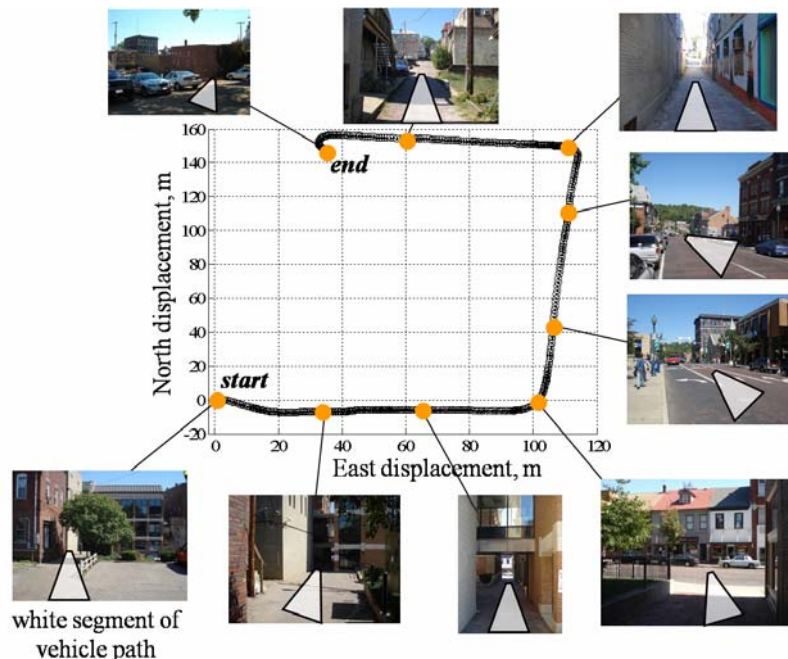 160
140
120
100
80
60
40
20
0
-20
0
20
40
60
80
100
120
North displacement, m
East displacement, m
end
start
white segment of
vehicle path